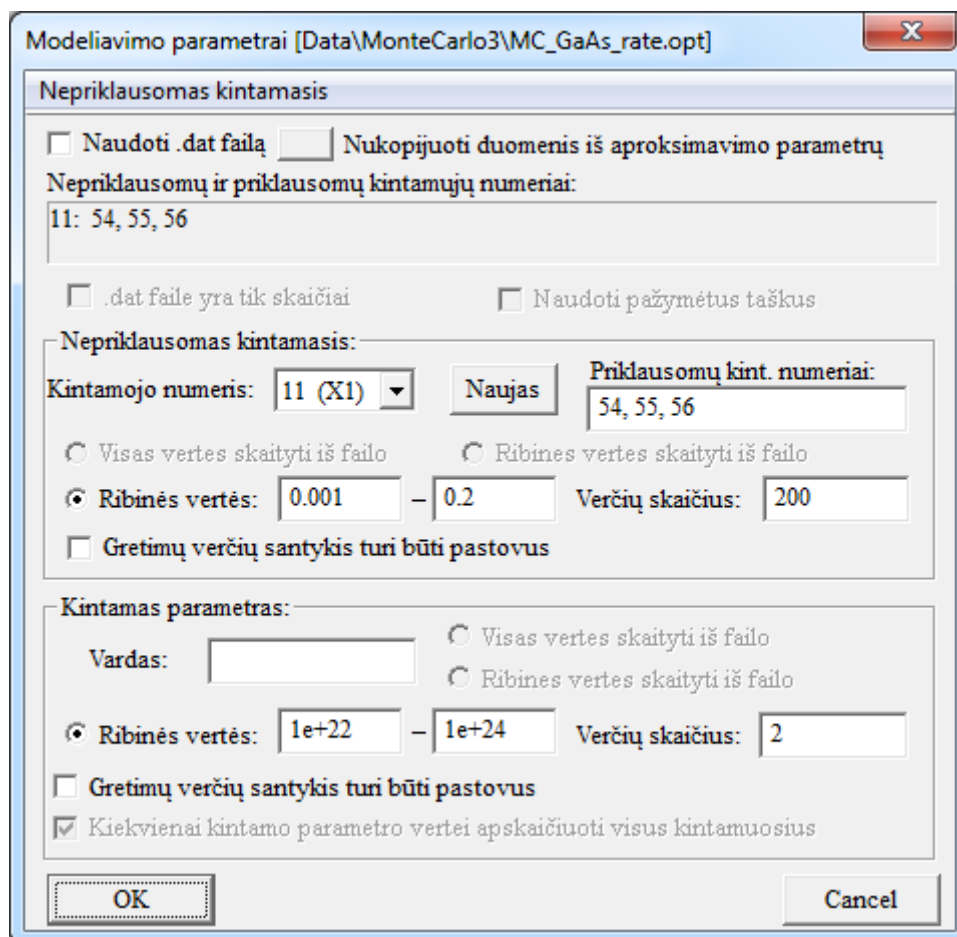 Modeliavimo parametrai [Data\MonteCarlo3\MC_GaAs_rate.opt]
Nepriklausomas kintamasis
Naudoti .dat failą Nukopijuoti duomenis iš aproksimavimo parametrų
Nepriklausomų ir priklausomų kintamųjų numeriai:
11: 54, 55, 56
.dat faile yra tik skaičiai Naudoti pažymėtus taškus
Nepriklausomas kintamasis:
Kintamojo numeris: 11 (X1) Naujas Priklausomų kint. numeriai:
54, 55, 56
Visas vertes skaityti iš failo Ribines vertes skaityti iš failo
Ribinės vertės: 0.001 – 0.2 Verčių skaičius: 200
Gretimų verčių santykis turi būti pastovus
Kintamas parametras:
Vardas: Visas vertes skaityti iš failo
Ribines vertes skaityti iš failo
Ribinės vertės: 1e+22 – 1e+24 Verčių skaičius: 2
Gretimų verčių santykis turi būti pastovus
Kiekvienai kintamo parametro vertei apskaičiuoti visus kintamuosius
OK Cancel